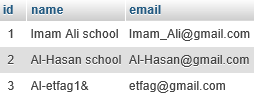 id name email
1 Imam Ali school Imam_Ali@gmail.com
2 Al-Hasan school Al-Hasan@gmail.com
3 Al-etfag1& etfag@gmail.com